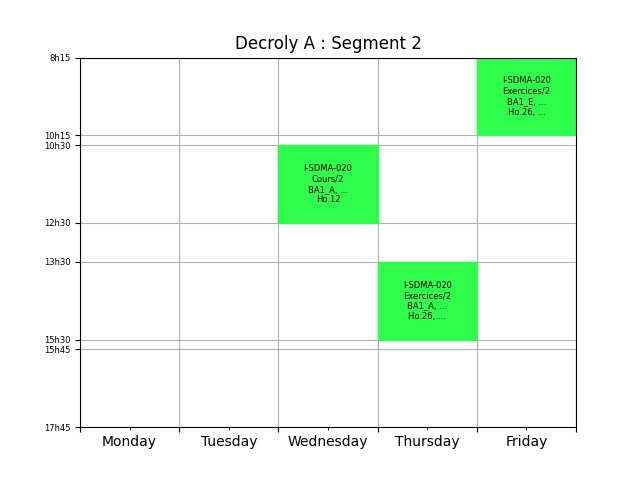 Decroly A : Segment 2
8h15
I-SDMA-020
Exercices/2
BA1_E, ...
Ho.26, ...
10h15
10h30
I-SDMA-020
Cours/2
BA1_A, ...
Ho.12
12h30
13h30
I-SDMA-020
Exercices/2
BA1_A, ...
Ho.26, ...
15h30
15h45
17h45
Monday Tuesday Wednesday Thursday Friday